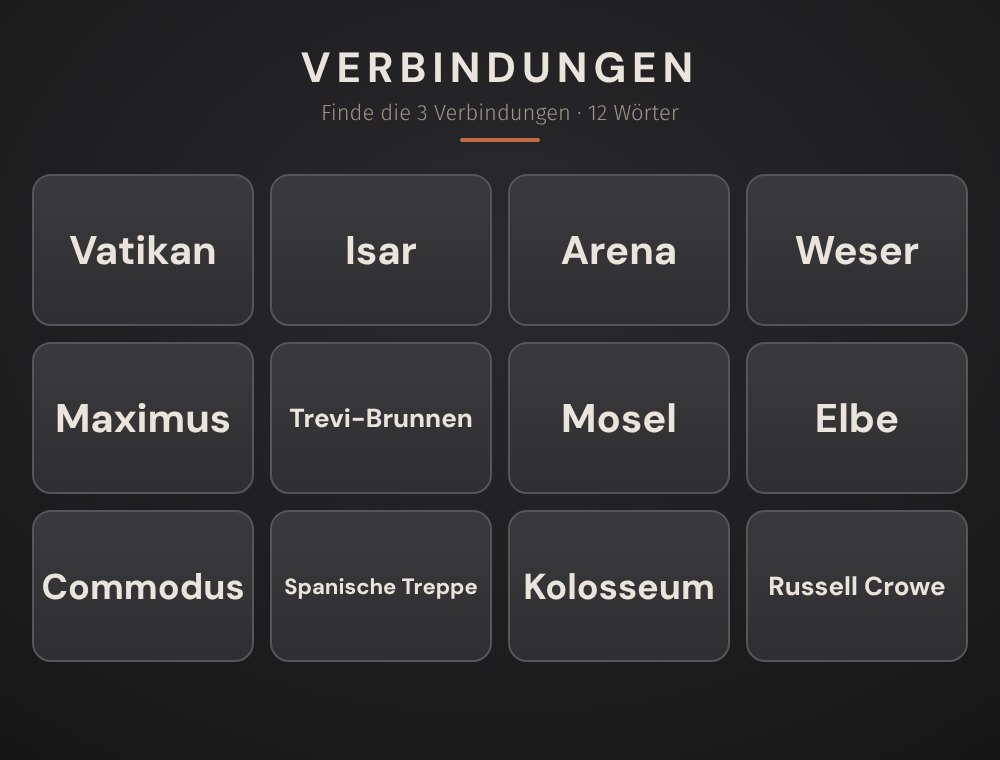 VERBINDUNGEN
Finde die 3 Verbindungen · 12 Wörter
Vatikan
Isar
Arena
Weser
Maximus
Trevi-Brunnen
Mosel
Elbe
Commodus
Spanische Treppe
Kolosseum
Russell Crowe